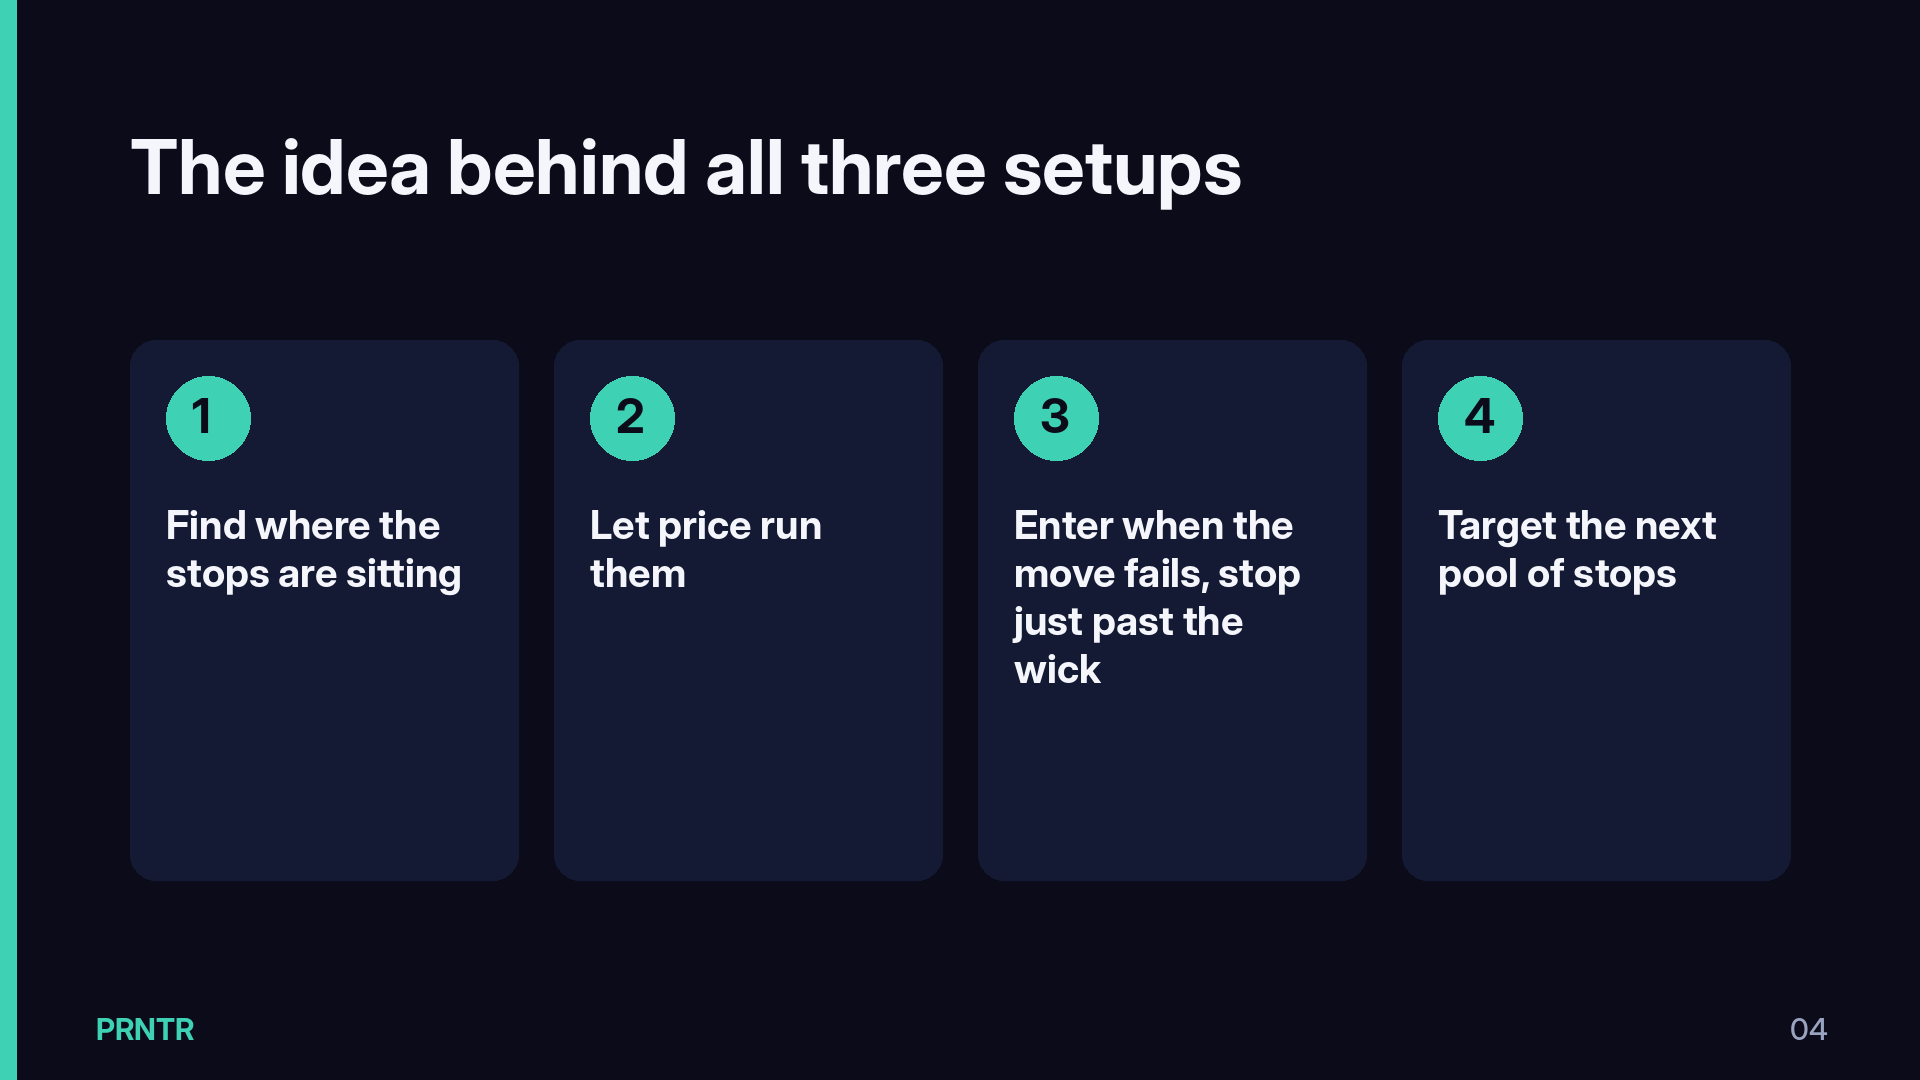 The idea behind all three setups
1
Find where the
stops are sitting
2
Let price run
them
3
Enter when the
move fails, stop
just past the
wick
4
Target the next
pool of stops
PRNTR
04